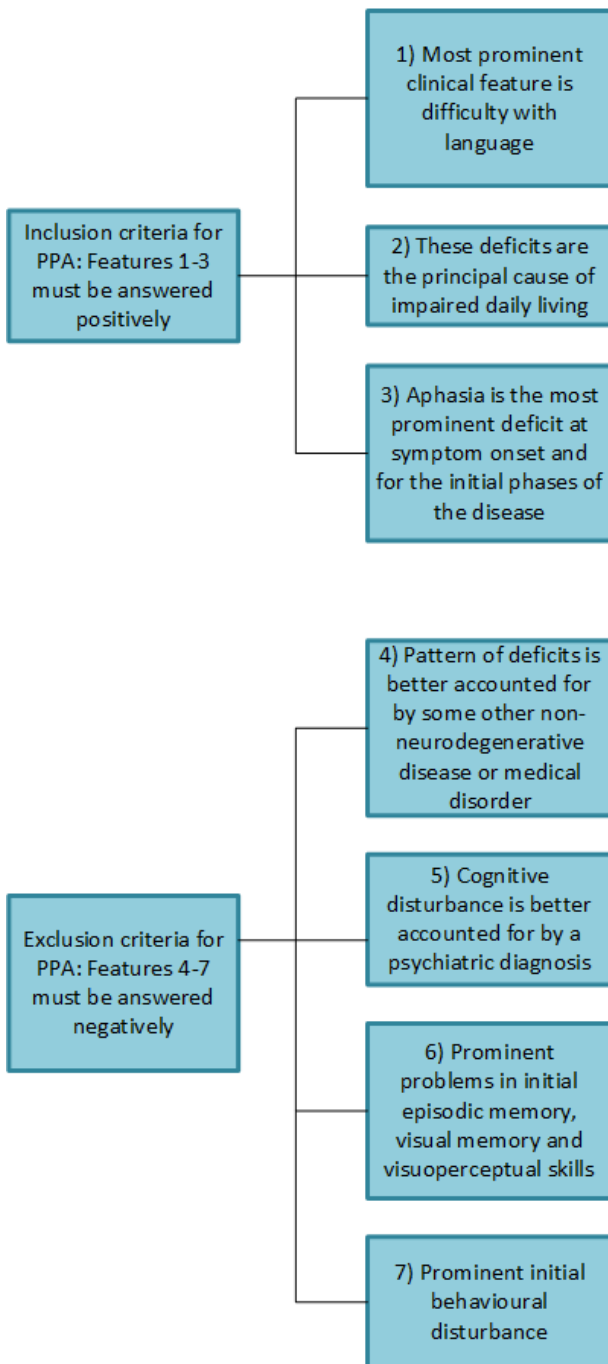 Inclusion criteria for
PPA: Features 1-3
must be answered
positively
1) Most prominent
clinical feature is
difficulty with
language
2) These deficits are
the principal cause of
impaired daily living
3) Aphasia is the most
prominent deficit at
symptom onset and
for the initial phases of
the disease
Exclusion criteria for
PPA: Features 4-7
must be answered
negatively
4) Pattern of deficits is
better accounted for
by some other non-
neurodegenerative
disease or medical
disorder
5) Cognitive
disturbance is better
accounted for by a
psychiatric diagnosis
6) Prominent
problems in initial
episodic memory,
visual memory and
visuoperceptual skills
7) Prominent initial
behavioural
disturbance